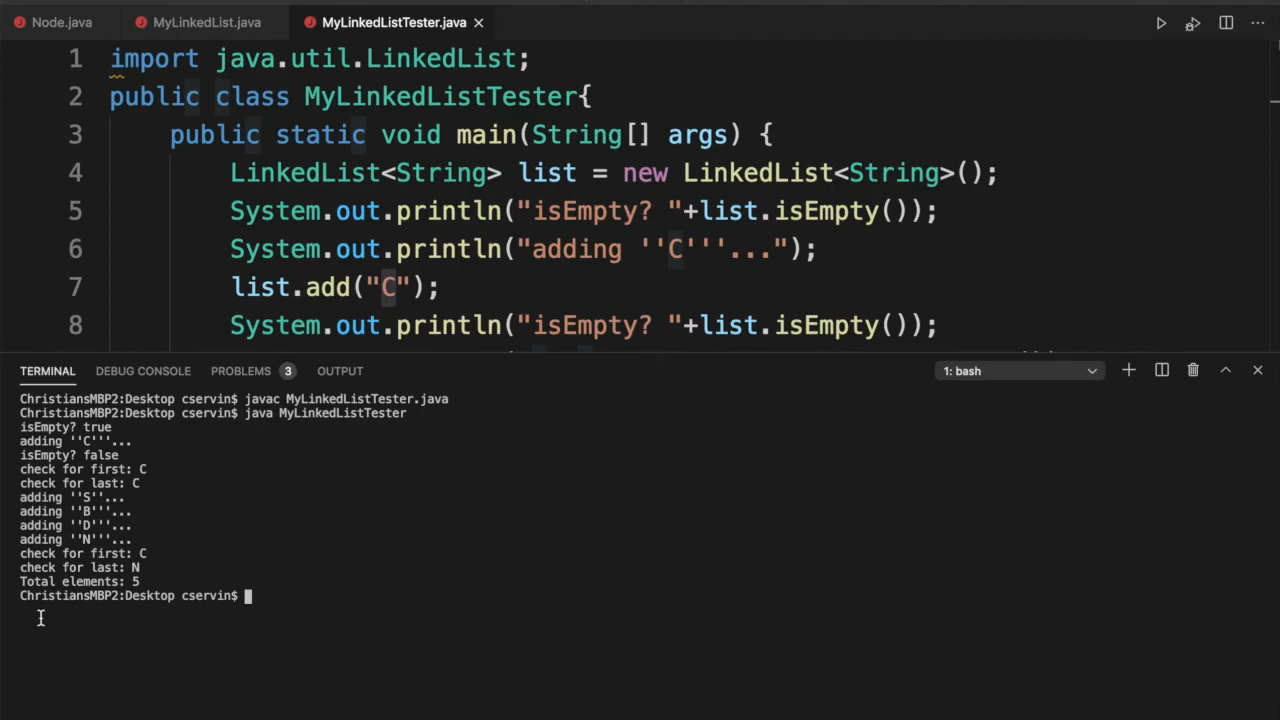 Node.java MyLinkedList.java MyLinkedListTester.java
1 import java.util.LinkedList;
2 public class MyLinkedListTester{
3 public static void main(String[] args) {
4 LinkedList<String> list = new LinkedList<String>();
5 System.out.println("isEmpty? "+list.isEmpty());
6 System.out.println("adding ''C'''...");
7 list.add("C");
8 System.out.println("isEmpty? "+list.isEmpty());
TERMINAL DEBUG CONSOLE PROBLEMS 3 OUTPUT 1: bash
ChristiansMBP2:Desktop cservin$ javac MyLinkedListTester.java
ChristiansMBP2:Desktop cservin$ java MyLinkedListTester
isEmpty? true
adding ''C'''...
isEmpty? false
check for first: C
check for last: C
adding ''S''...
adding ''B'''...
adding ''D'''...
adding ''N'''...
check for first: C
check for last: N
Total elements: 5
ChristiansMBP2:Desktop cservin$